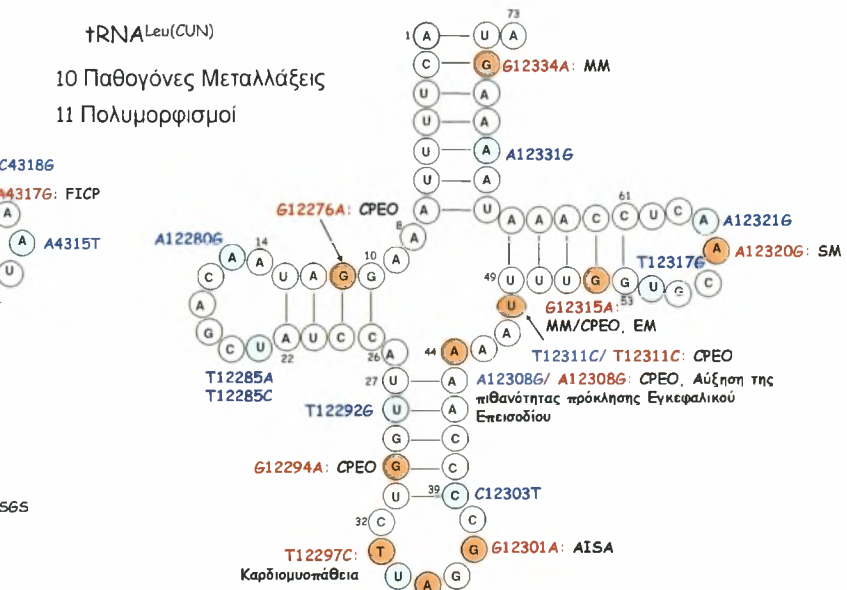 tRNA Leu(CUN)
10 Παθογόνες Μεταλλάξεις
11 Πολυμορφισμοί
C4318G
A4317G: FICP
A
A A4315T
U
SGS
73
1 A U A
C G G12334A: MM
U A
U A
U A A12331G
U A
A U A A A C C U C A A12321G
61
A A12320G: SM
C
G
U T12317G
53
G G U U U
49
G12315A:
MM/CPEO, EM
U
T12311C/ T12311C: CPEO
A12308G/ A12308G: CPEO, Αύξηση της
πιθανότητας πρόκλησης Εγκεφαλικού
Επεισοδίου
8 A
A
G12276A: CPEO
A12280G
14
10
C A A U A G G
A
G
C U A U C C A
22
26
T12285A
T12285C
44 A A A
27 U A
T12292G U A
G C
G12294A: CPEO G C
U 39 C C12303T
32 C C
T12297C: T G G12301A: AISA
Καρδιομυοπάθεια U A G